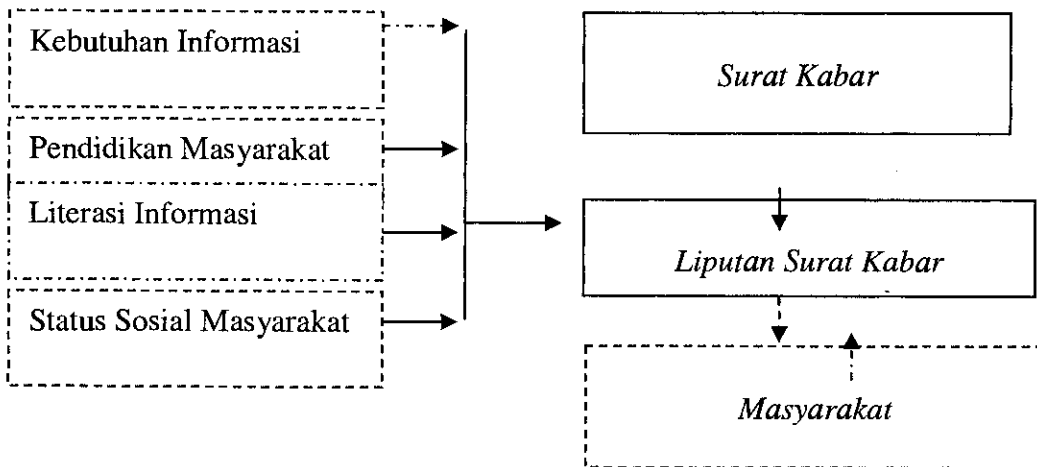 Kebutuhan Informasi
Pendidikan Masyarakat
Literasi Informasi
Status Sosial Masyarakat
Surat Kabar
Liputan Surat Kabar
Masyarakat